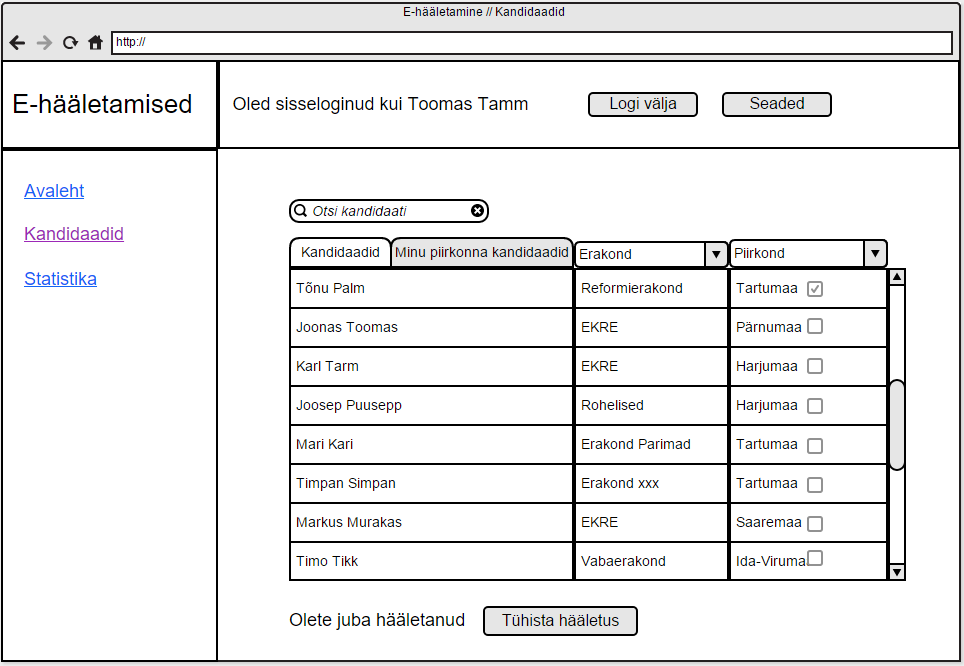 E-hääletamine // Kandidaadid
http://
E-hääletamised
Oled sisseloginud kui Toomas Tamm
Logi välja
Seaded
Avaleht
Kandidaadid
Statistika
Otsi kandidaati
Kandidaadid Minu piirkonna kandidaadid Erakond Piirkond
Tõnu Palm Reformierakond Tartumaa
Joonas Toomas EKRE Pärnumaa
Karl Tarm EKRE Harjumaa
Joosep Puusepp Rohelised Harjumaa
Mari Kari Erakond Parimad Tartumaa
Timpan Simpan Erakond xxx Tartumaa
Markus Murakas EKRE Saaremaa
Timo Tikk Vabaerakond Ida-Viruma
Olete juba hääletanud Tühista hääletus